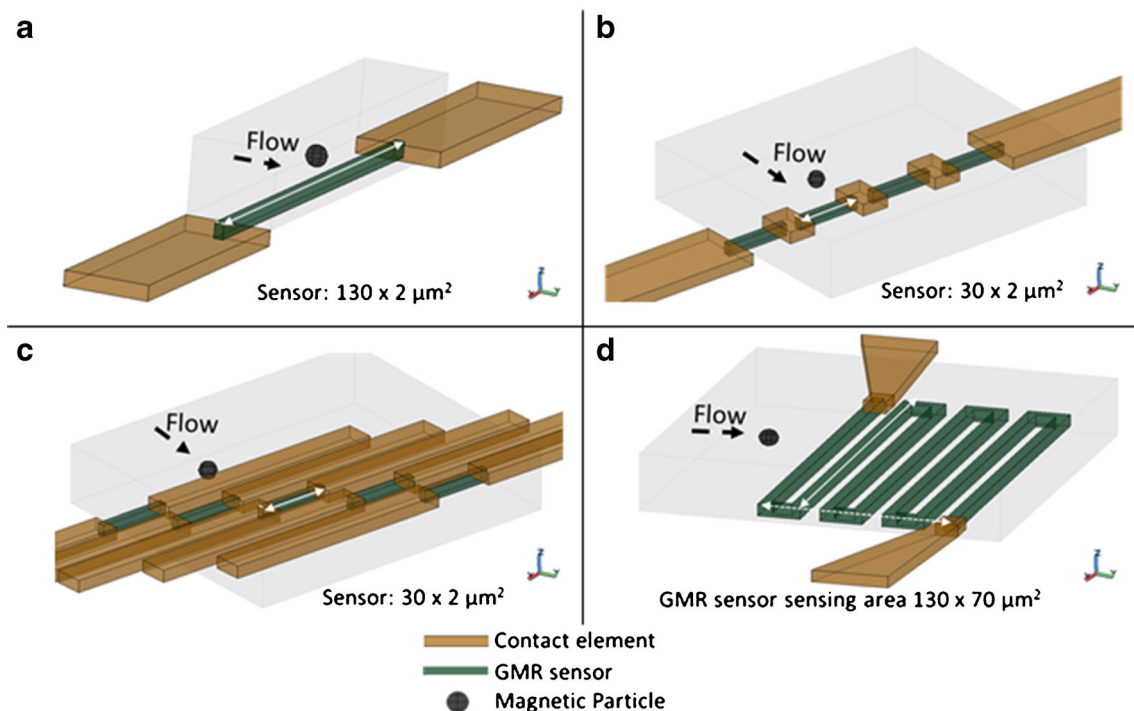 a
Flow
Sensor: 130 x 2 µm²
b
Flow
Sensor: 30 x 2 µm²
c
Flow
Sensor: 30 x 2 µm²
d
Flow
GMR sensor sensing area 130 x 70 µm²
Contact element
GMR sensor
Magnetic Particle